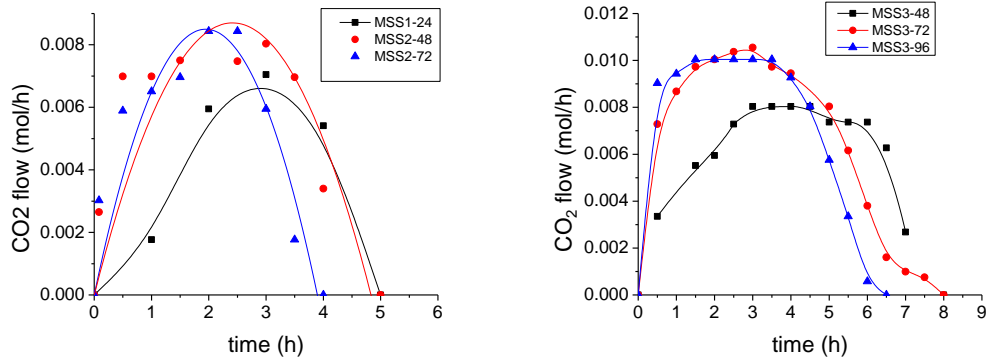 MSS1-24
MSS2-48
MSS2-72
CO2 flow (mol/h)
0.008
0.006
0.004
0.002
0.000
0 1 2 3 4 5 6
time (h)
MSS3-48
MSS3-72
MSS3-96
CO₂ flow (mol/h)
0.012
0.010
0.008
0.006
0.004
0.002
0.000
0 1 2 3 4 5 6 7 8 9
time (h)